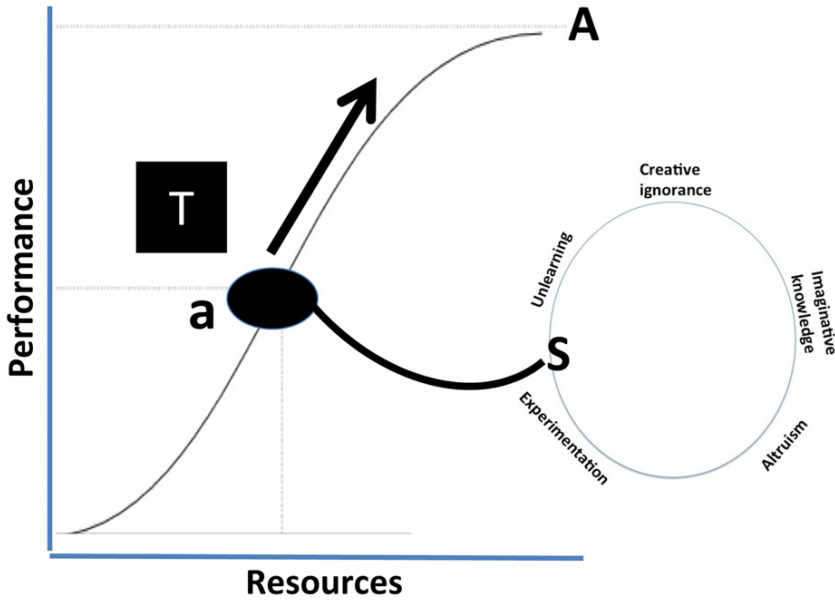 A
T
Performance
a
Creative
ignorance
Unlearning
Imaginative
knowledge
S
Experimentation
Altruism
Resources